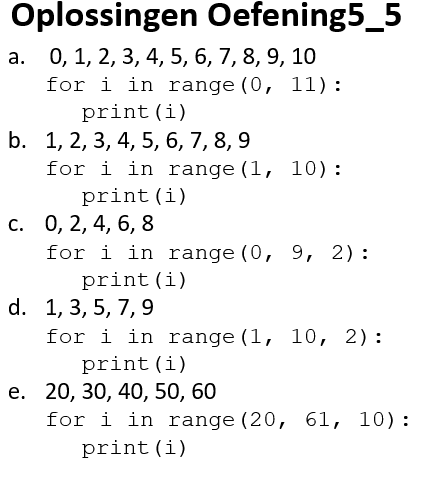 Oplossingen Oefening5_5
a. 0, 1, 2, 3, 4, 5, 6, 7, 8, 9, 10
for i in range(0, 11):
print(i)
b. 1, 2, 3, 4, 5, 6, 7, 8, 9
for i in range(1, 10):
print(i)
c. 0, 2, 4, 6, 8
for i in range(0, 9, 2):
print(i)
d. 1, 3, 5, 7, 9
for i in range(1, 10, 2):
print(i)
e. 20, 30, 40, 50, 60
for i in range(20, 61, 10):
print(i)